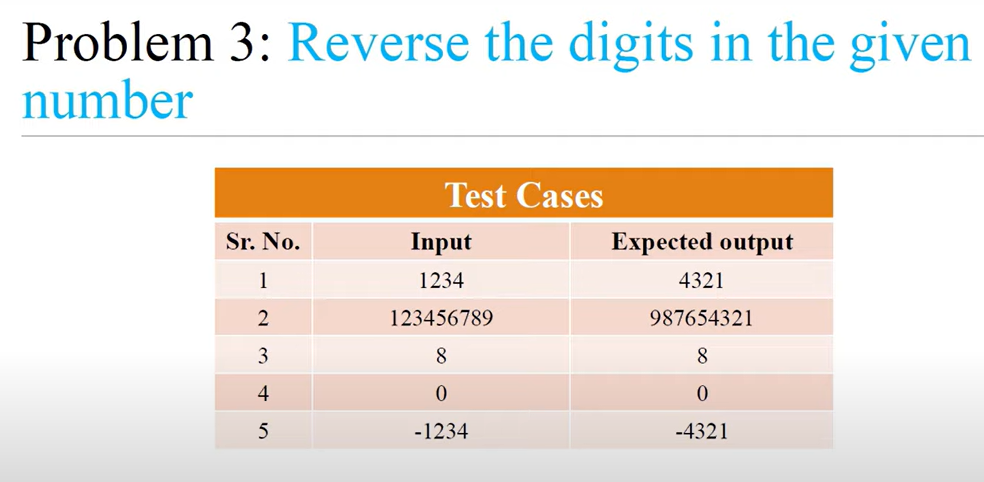 Problem 3: Reverse the digits in the given
number
Test Cases
Sr. No. Input Expected output
1 1234 4321
2 123456789 987654321
3 8 8
4 0 0
5 -1234 -4321